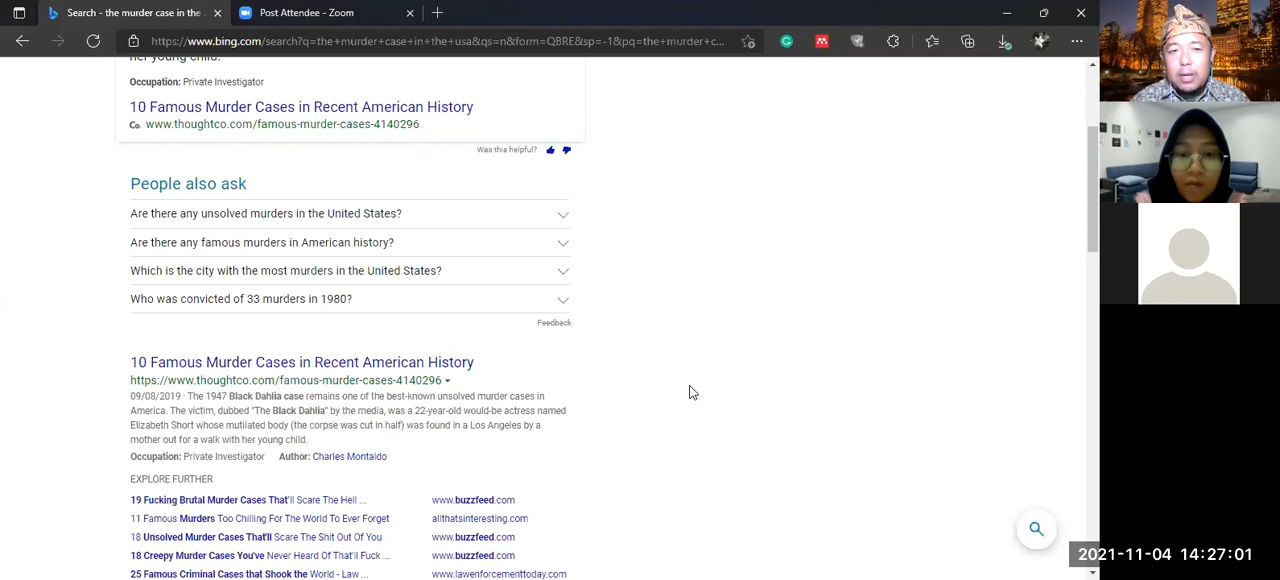 Search - the murder case in the
Post Attendee - Zoom
https://www.bing.com/search?q=the+murder+case+in+the+usa&qs=n&form=QBRE&sp=-1&pq=the+murder+c...
her young child.
Occupation: Private Investigator
10 Famous Murder Cases in Recent American History
Co. www.thoughtco.com/famous-murder-cases-4140296
Was this helpful?
People also ask
Are there any unsolved murders in the United States?
Are there any famous murders in American history?
Which is the city with the most murders in the United States?
Who was convicted of 33 murders in 1980?
Feedback
10 Famous Murder Cases in Recent American History
https://www.thoughtco.com/famous-murder-cases-4140296
09/08/2019 · The 1947 Black Dahlia case remains one of the best-known unsolved murder cases in
America. The victim, dubbed "The Black Dahlia" by the media, was a 22-year-old would-be actress named
Elizabeth Short whose mutilated body (the corpse was cut in half) was found in a Los Angeles by a
mother out for a walk with her young child.
Occupation: Private Investigator Author: Charles Montaldo
EXPLORE FURTHER
19 Fucking Brutal Murder Cases That'll Scare The Hell ... www.buzzfeed.com
11 Famous Murders Too Chilling For The World To Ever Forget allthatsinteresting.com
18 Unsolved Murder Cases That'll Scare The Shit Out Of You www.buzzfeed.com
18 Creepy Murder Cases You've Never Heard Of That'll Fuck ... www.buzzfeed.com
25 Famous Criminal Cases that Shook the World - Law ... www.lawenforcementtoday.com
2021-11-04 14:27:01